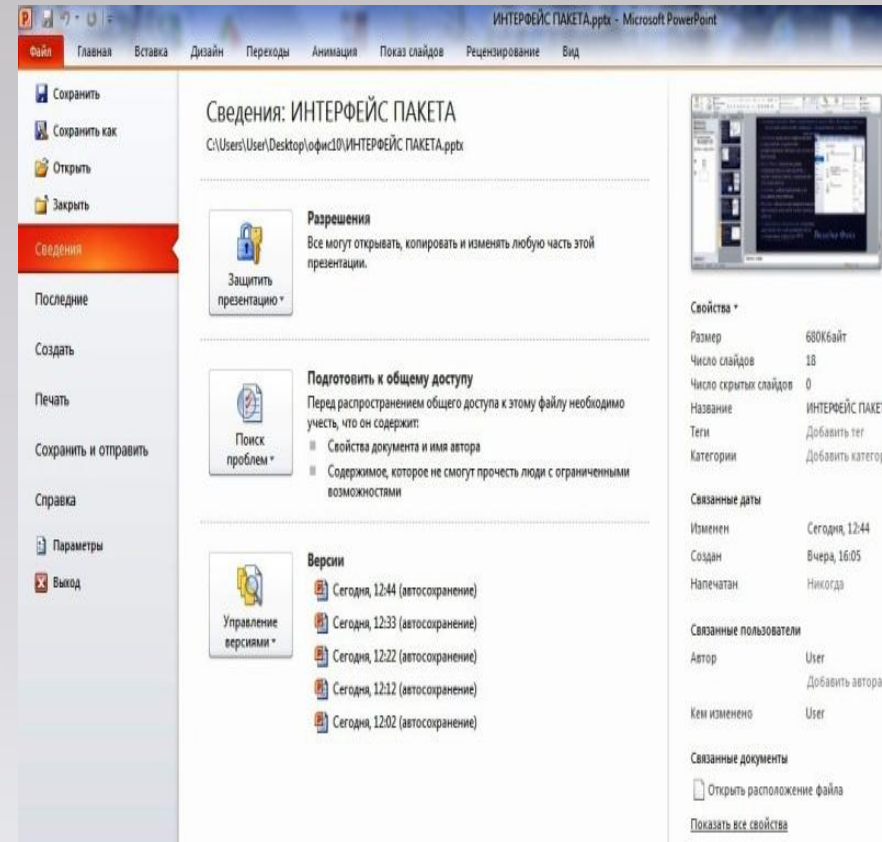 ИНТЕРФЕЙС ПАКЕТА.pptx - Microsoft PowerPoint
Файл Главная Вставка Дизайн Переходы Анимация Показ слайдов Рецензирование Вид
Сохранить
Сохранить как
Открыть
Закрыть
Сведения
Последние
Создать
Печать
Сохранить и отправить
Справка
Параметры
Выход
Сведения: ИНТЕРФЕЙС ПАКЕТА
C:\Users\User\Desktop\офис10\ИНТЕРФЕЙС ПАКЕТА.pptx
Защитить
презентацию
Разрешения
Все могут открывать, копировать и изменять любую часть этой
презентации.
Поиск
проблем
Подготовить к общему доступу
Перед распространением общего доступа к этому файлу необходимо
учесть, что он содержит:
Свойства документа и имя автора
Содержимое, которое не смогут прочесть люди с ограниченными
возможностями
Управление
версиями
Версии
Сегодня, 12:44 (автосохранение)
Сегодня, 12:33 (автосохранение)
Сегодня, 12:22 (автосохранение)
Сегодня, 12:12 (автосохранение)
Сегодня, 12:02 (автосохранение)
Свойства
Размер 680Кбайт
Число слайдов 18
Число скрытых слайдов 0
Название ИНТЕРФЕЙС ПАКЕ
Теги Добавить тег
Категории Добавить категор
Связанные даты
Изменен Сегодня, 12:44
Создан Вчера, 16:05
Напечатан Никогда
Связанные пользователи
Автор User
Добавить автора
Кем изменено User
Связанные документы
Открыть расположение файла
Показать все свойства